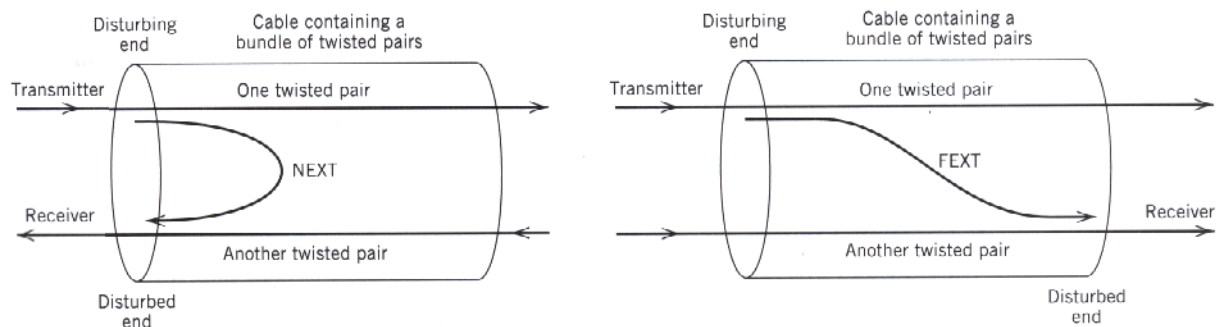 Disturbing
end
Cable containing a
bundle of twisted pairs
Transmitter
One twisted pair
NEXT
Receiver
Another twisted pair
Disturbed
end
Disturbing
end
Cable containing a
bundle of twisted pairs
Transmitter
One twisted pair
FEXT
Receiver
Another twisted pair
Disturbed
end